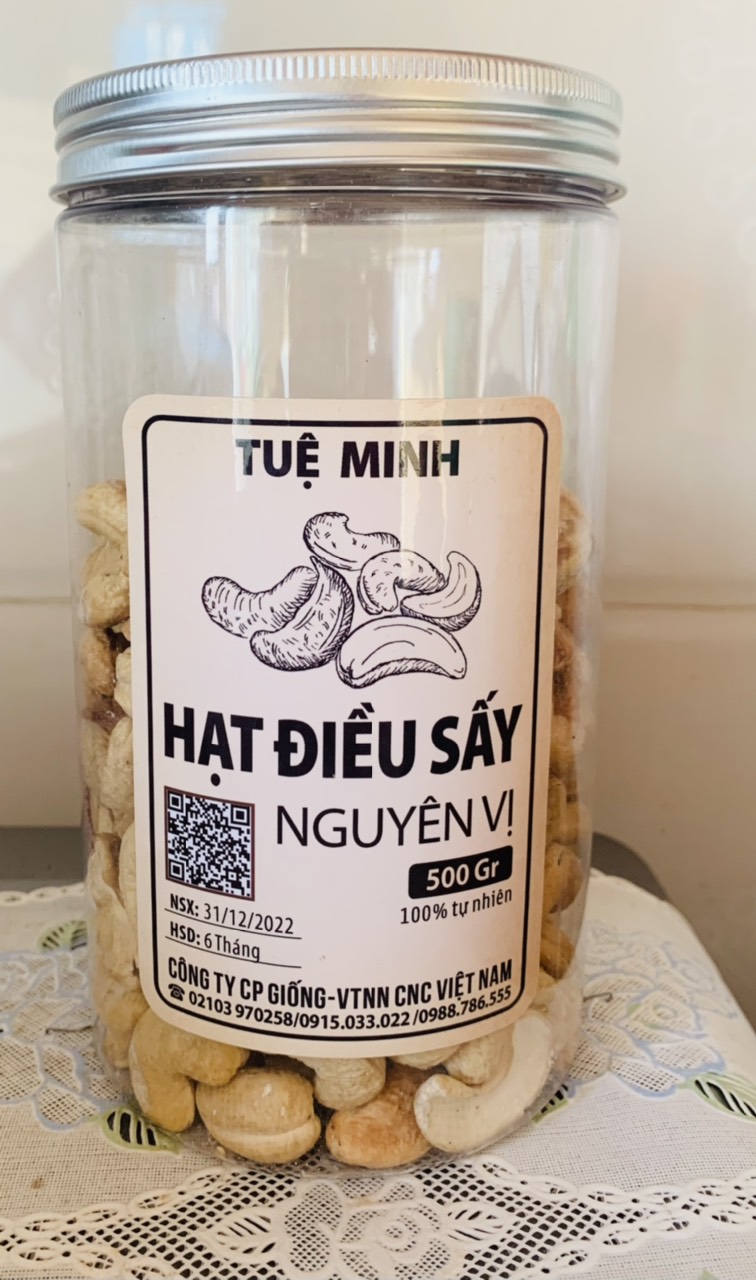 TUỆ MINH
HẠT ĐIỀU SẤY
NGUYÊN VỊ
500 Gr
100% tự nhiên
NSX: 31/12/2022
HSD: 6 Tháng
CÔNG TY CP GIỐNG-VTNN CNC VIỆT NAM
☎ 02103 970258/0915.033.022/0988.786.555